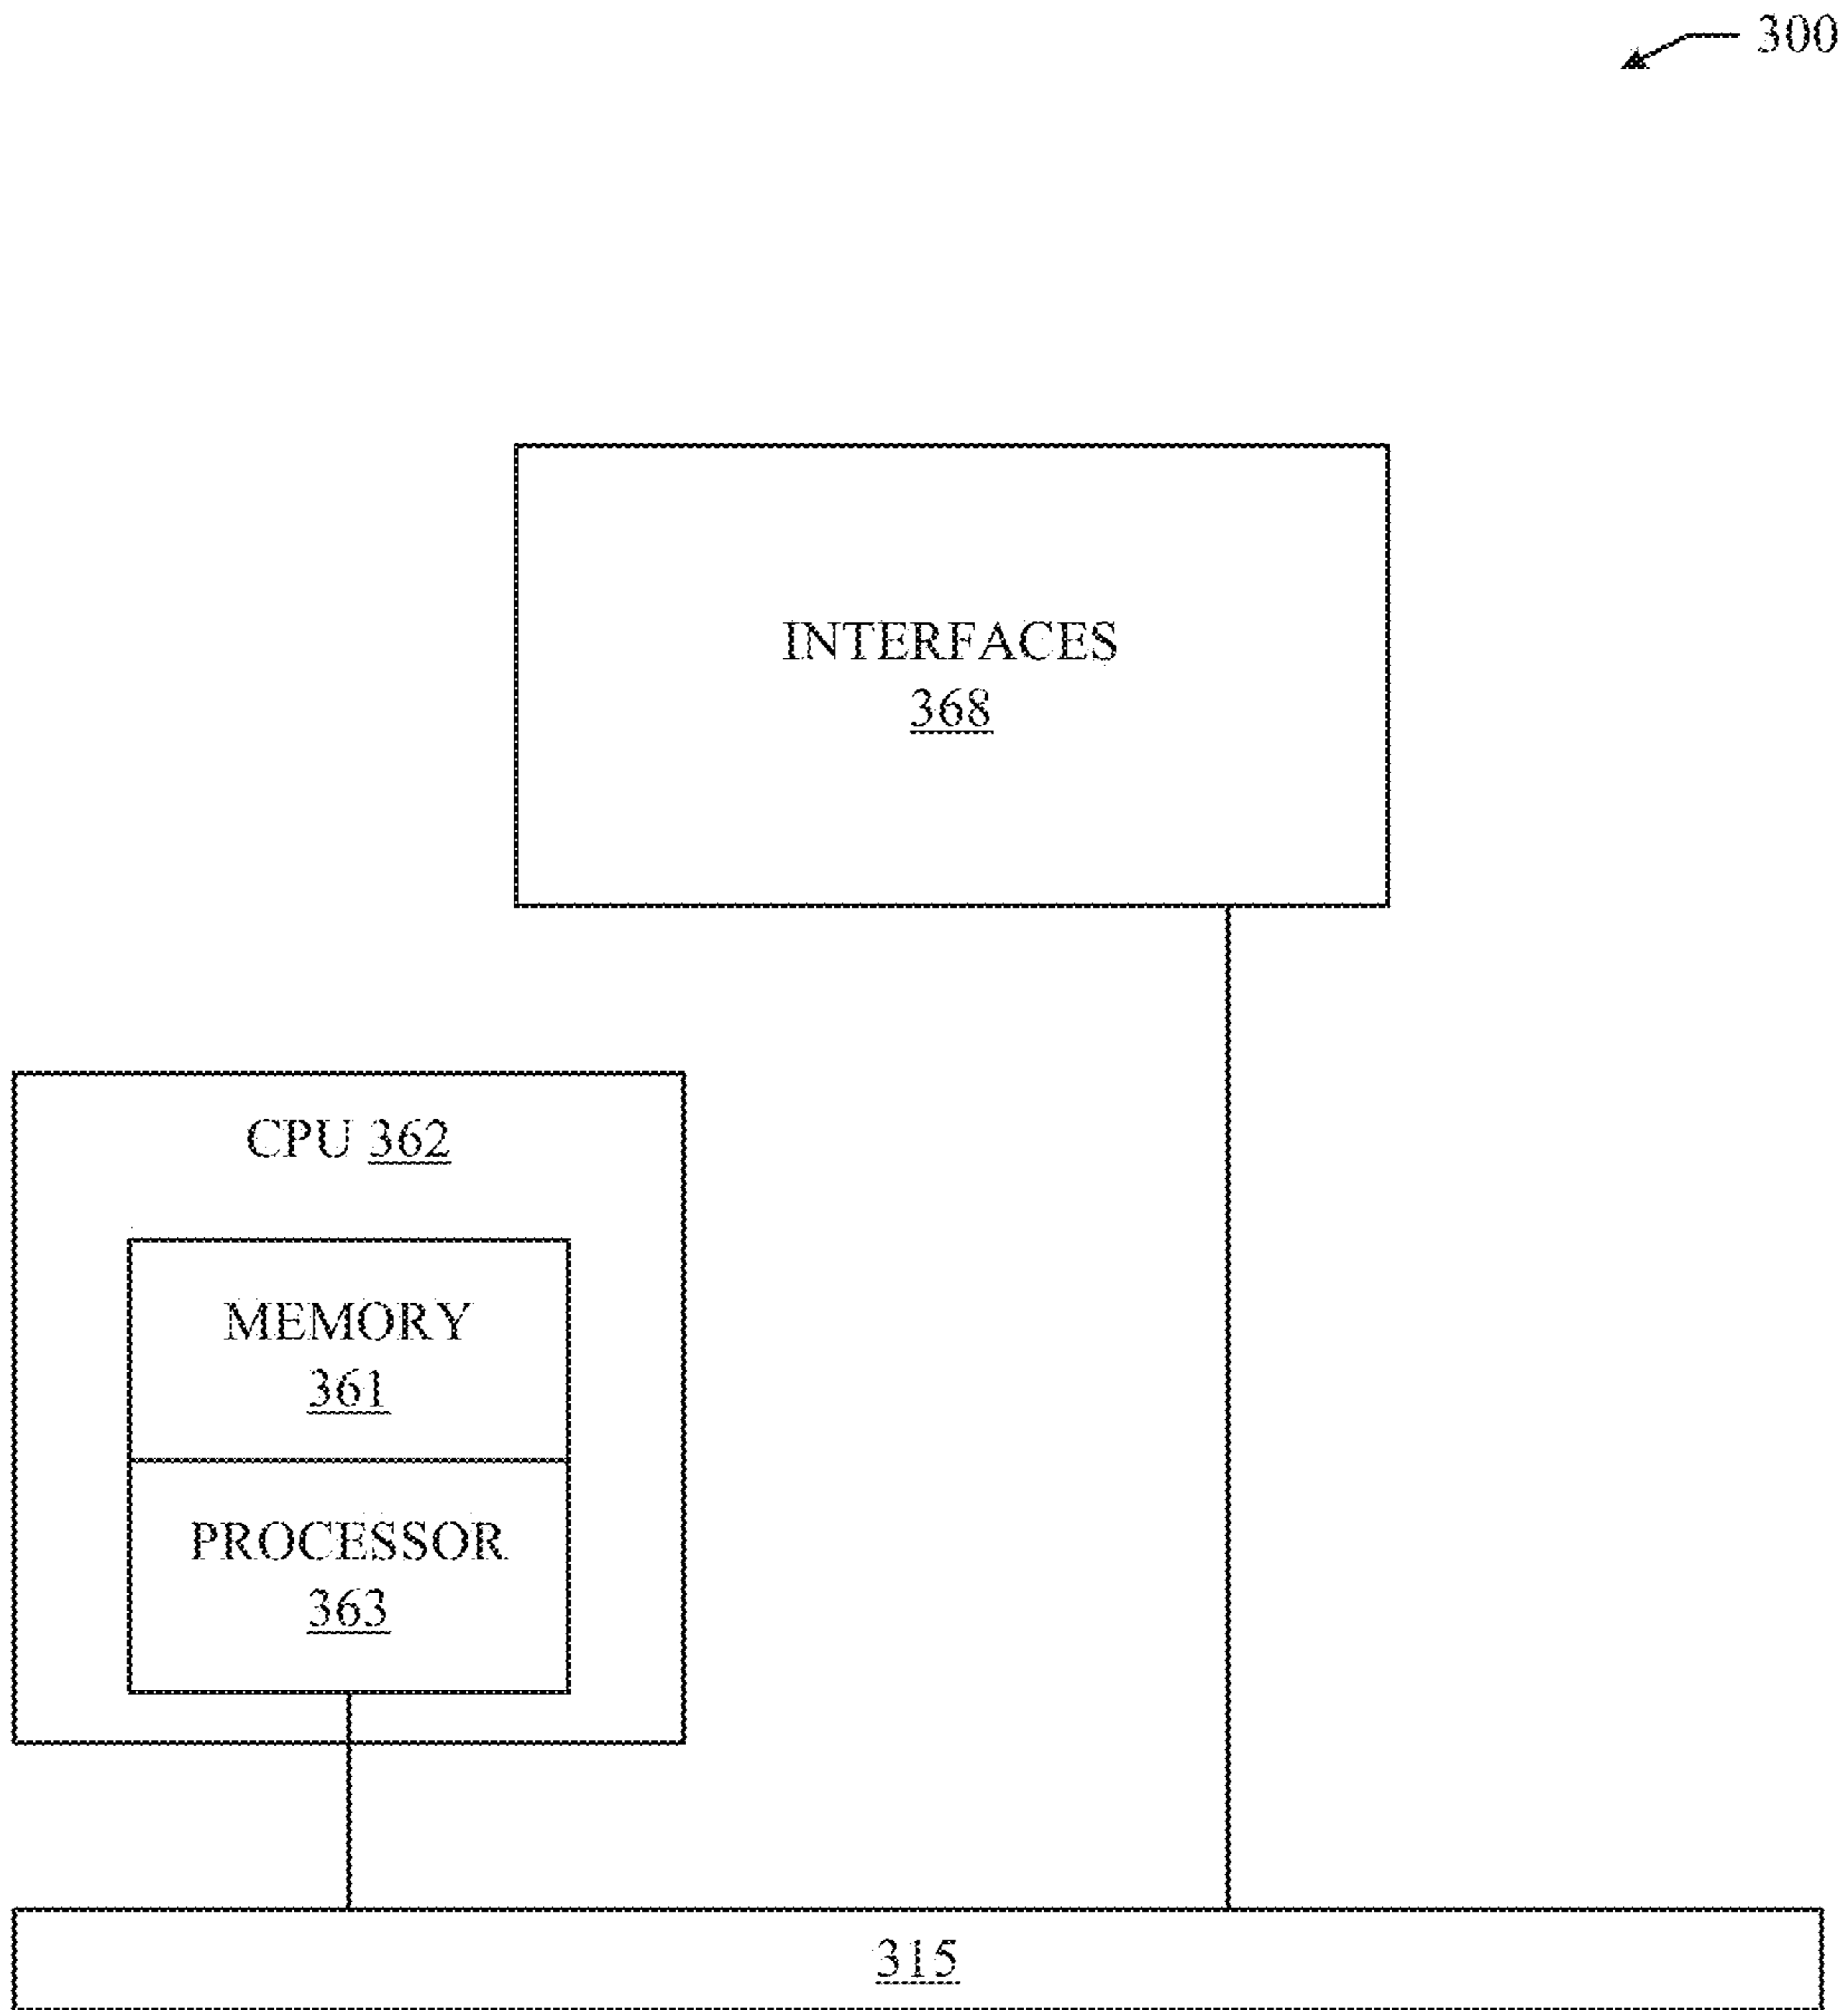 300
INTERFACES
368
CPU 362
MEMORY
361
PROCESSOR
363
315